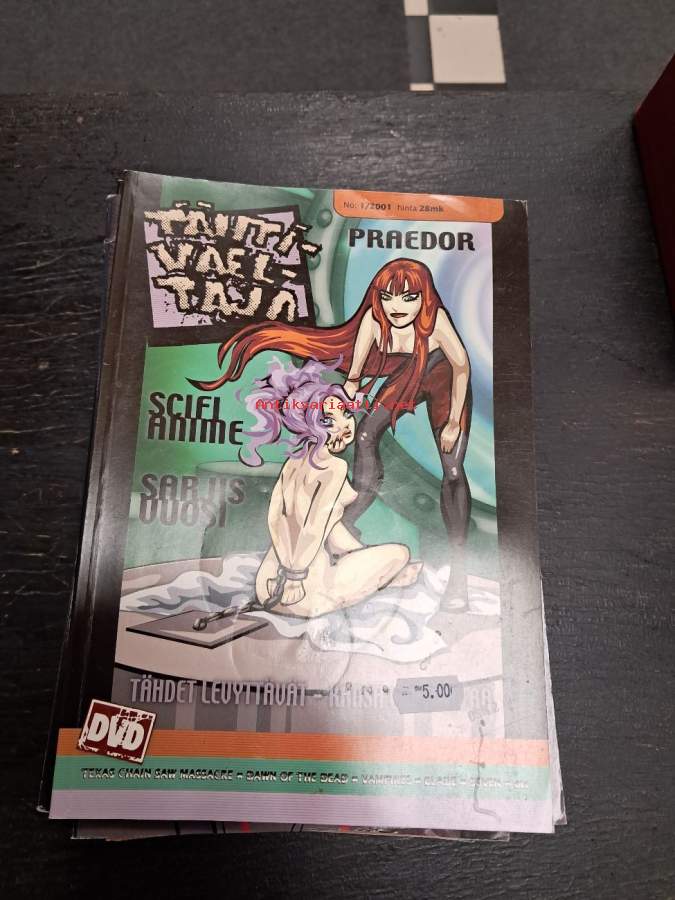 No: 1/2001 hinta 28mk
TÄHTI-
VAEL-
TAJA
PRAEDOR
Antikvariaatti.net
SCIFI
ANIME
SARJIS
VUOSI
TÄHDET LEVYTTÄVÄT -
5.00
DVD
TEXAS CHAIN SAW MASSACRE - DAWN OF THE DEAD - VAMPIRES - BLADE - SEVEN -